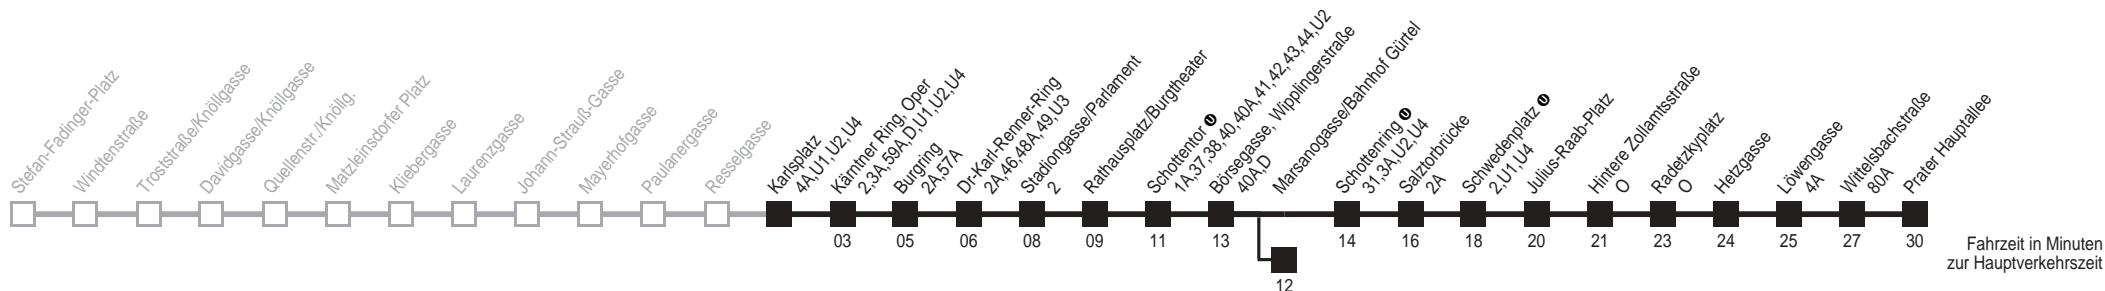 Stefan-Fadinger-Platz
Windtenstraße
Troststraße/Knöllgasse
Davidgasse/Knöllgasse
Quellenstr./Knöllg.
Matzleinsdorfer Platz
Kliebergasse
Laurenzgasse
Johann-Strauß-Gasse
Mayerhofgasse
Paulanergasse
Resselgasse
Karlsplatz
4A,U1,U2,U4
Kärntner Ring, Oper
2,3A,59A,D,U1,U2,U4
Burgring
2A,57A
Dr-Karl-Renner-Ring
2A,46,48A,49,U3
Stadiongasse/Parlament
2
Rathausplatz/Burgtheater
Schottentor U
1A,37,38,40,40A,41,42,43,44,U2
Börsegasse, Wipplingerstraße
40A,D
Marsanogasse/Bahnhof Gürtel
Schottenring U
31,3A,U2,U4
Salztorbrücke
2A
Schwedenplatz U
2,U1,U4
Julius-Raab-Platz
Hintere Zollamtsstraße
O
Radetzkyplatz
O
Hetzgasse
Löwengasse
4A
Wittelsbachstraße
80A
Prater Hauptallee
03 05 06 08 09 11 13 14 16 18 20 21 23 24 25 27 30
12
Fahrzeit in Minuten
zur Hauptverkehrszeit